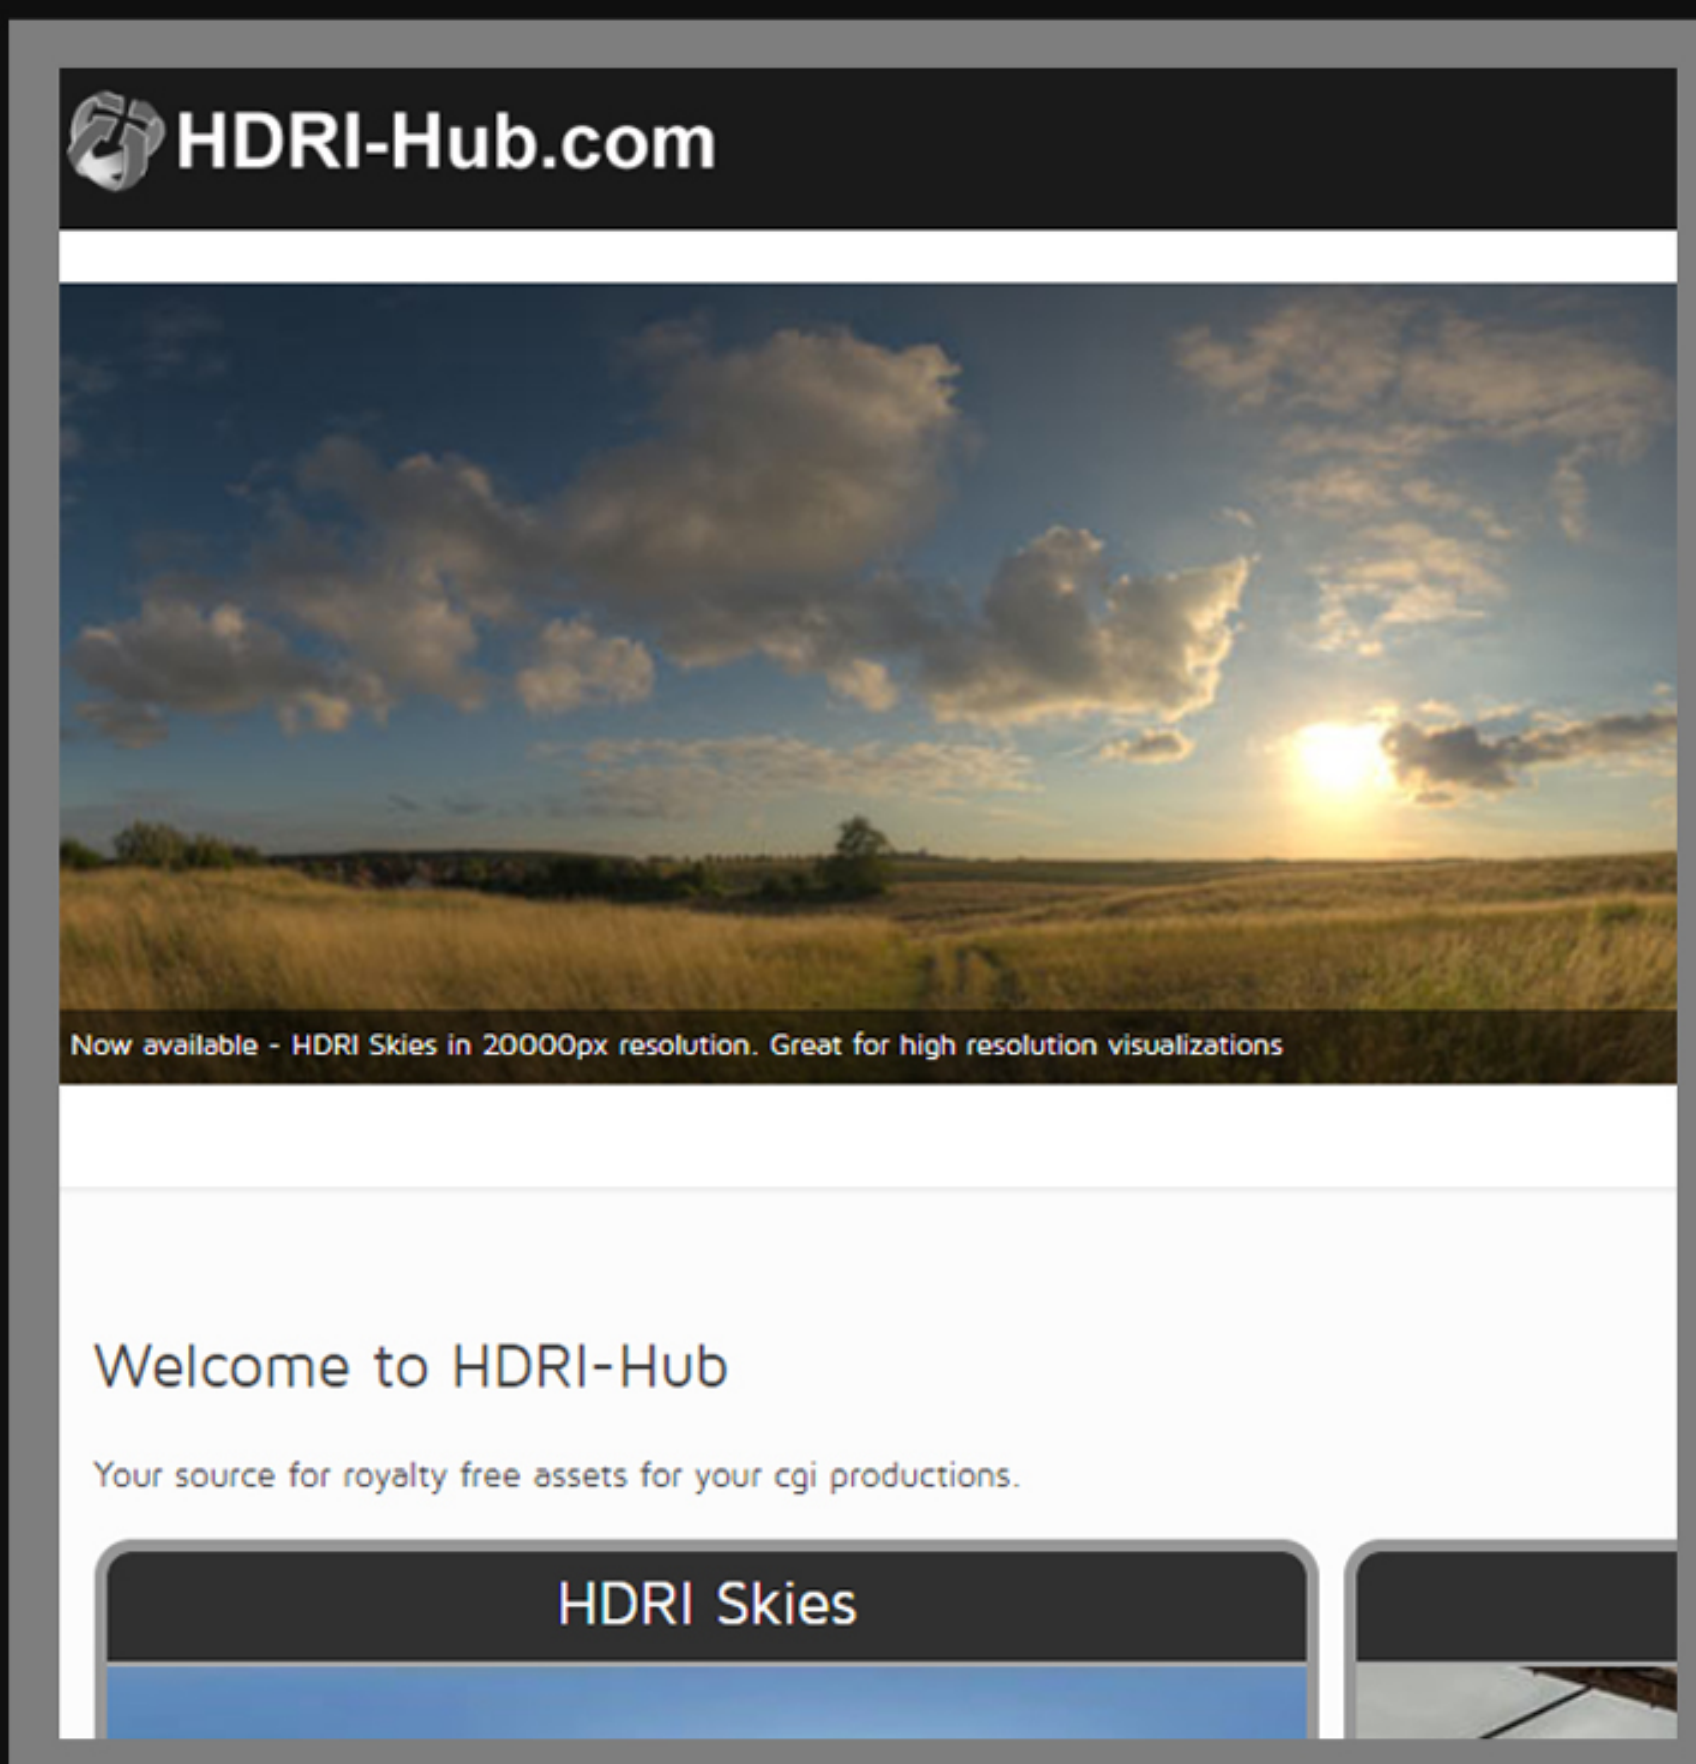 HDRI-Hub.com
Now available - HDRI Skies in 20000px resolution. Great for high resolution visualizations
Welcome to HDRI-Hub
Your source for royalty free assets for your cgi productions.
HDRI Skies